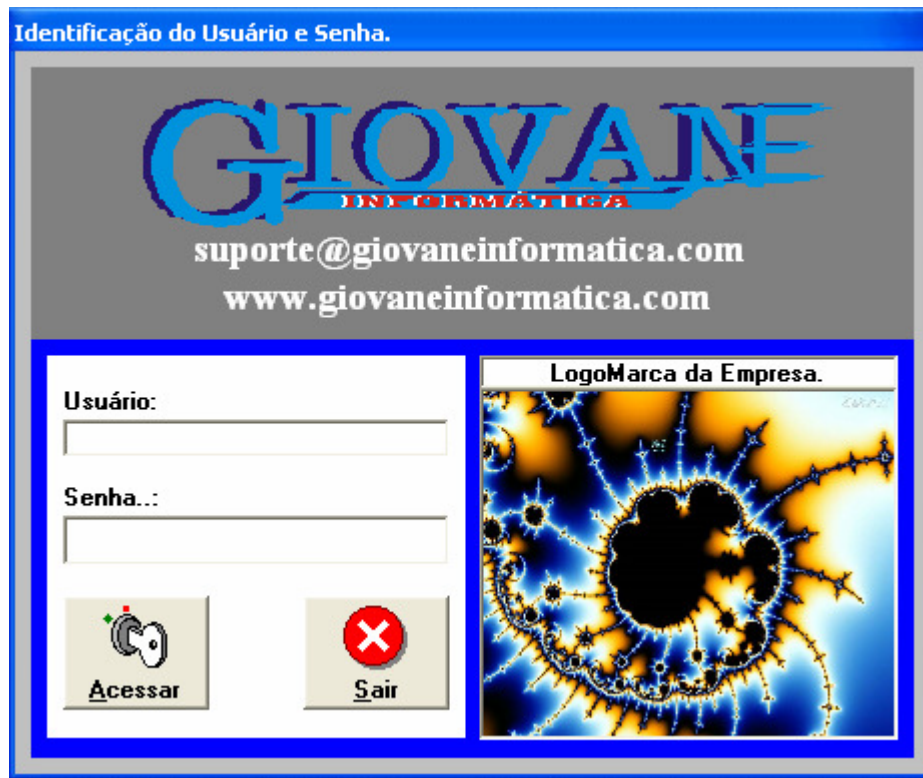 Identificação do Usuário e Senha.
GIOVANE
INFORMÁTICA
suporte@giovaneinformatica.com
www.giovaneinformatica.com
Usuário:
Senha..:
Acessar
Sair
LogoMarca da Empresa.